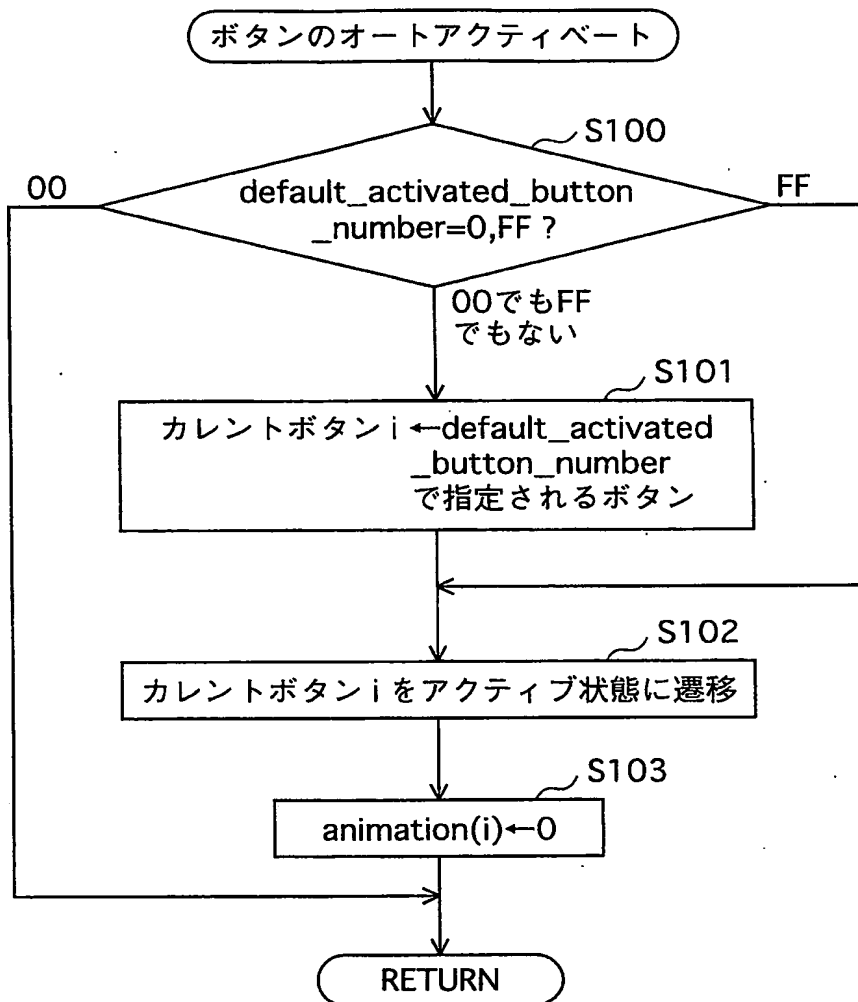 ボタンのオートアクティベート
S100
00
FF
default_activated_button
_number=0,FF ?
00でもFF
でもない
S101
カレントボタンi←default_activated
_button_number
で指定されるボタン
S102
カレントボタンiをアクティブ状態に遷移
S103
animation(i)←0
RETURN